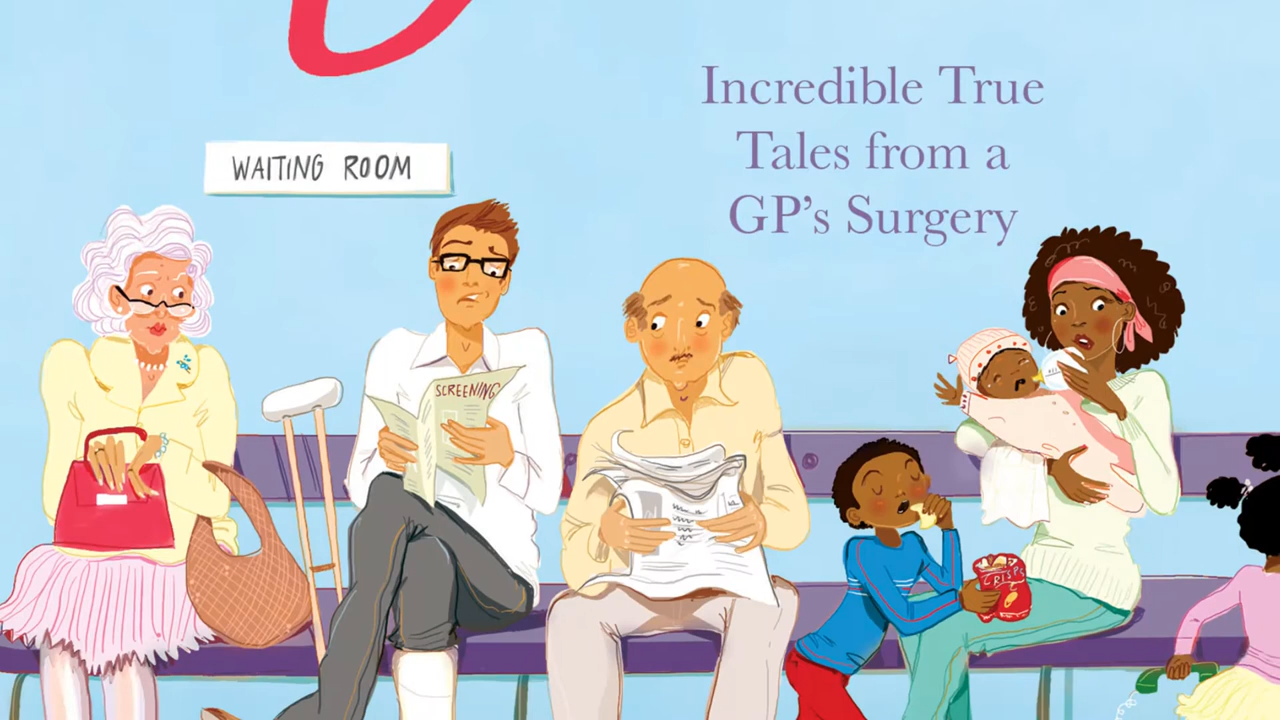 Incredible True
Tales from a
GP's Surgery
WAITING ROOM
SCREENING
CRISPS